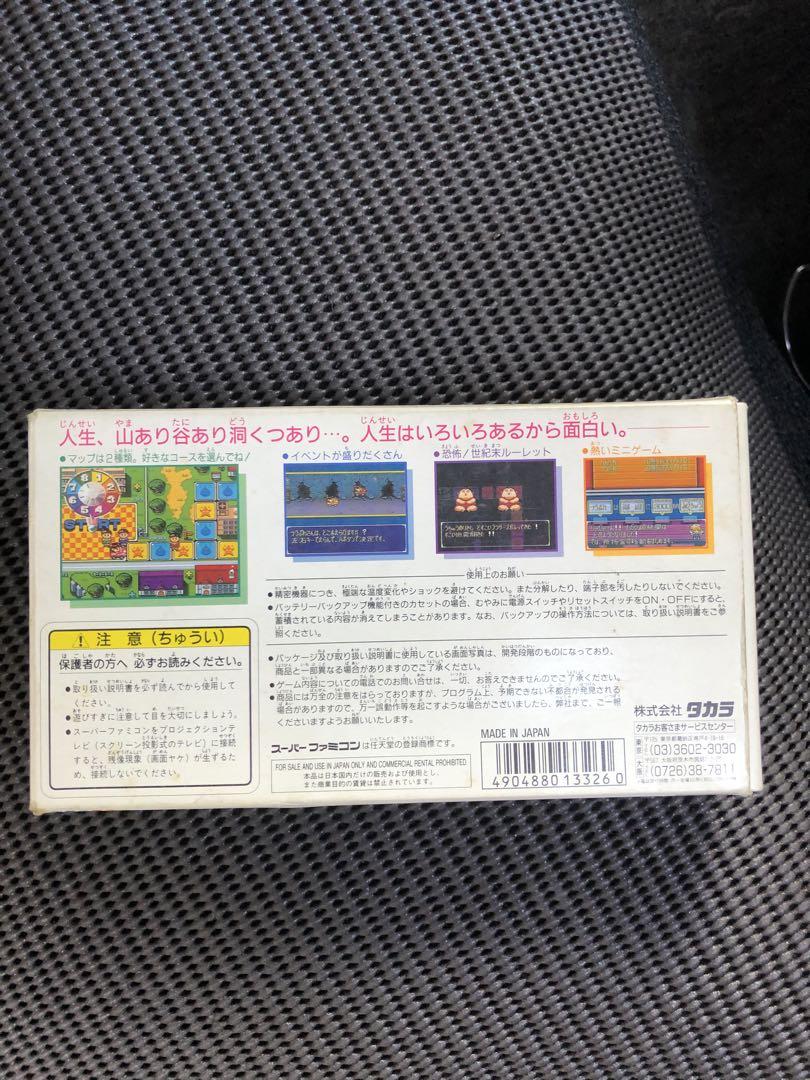 人生、山あり谷あり洞くつあり…。人生はいろいろあるから面白い。
●マップは2種類。好きなコースを選んでね!
●イベントが盛りだくさん
●恐怖!世紀末ルーレット
●熱いミニゲーム
START
使用上のお願い
●精密機器につき、極端な温度変化やショックを避けてください。また分解したり、端子部を汚したりしないでください。
●バッテリーバックアップ機能付きのカセットの場合、むやみに電源スイッチやリセットスイッチをON・OFFにすると、
蓄積されている内容が消えてしまうことがあります。なお、バックアップの操作方法については、取り扱い説明書をご参
照ください。
●パッケージ及び取り扱い説明書に使用している画面写真は、開発段階のものになっており、
商品と一部異なる場合がありますのでご了承ください。
●ゲーム内容についての電話でのお問い合せは、一切、お答えできませんのでご了承ください。
●商品には万全の注意をはらっておりますが、プログラム上、予期できない不都合が発見される
場合がありますので、万一誤動作等を起こすような場合がございましたら、弊社まで、ご一報
くださいますようお願いいたします。
注意(ちゅうい)
保護者の方へ 必ずお読みください。
●取り扱い説明書を必ず読んでから使用して
ください。
●遊びすぎに注意して目を大切にしましょう。
●スーパーファミコンをプロジェクションテ
レビ(スクリーン投影式のテレビ)に接続
すると、残像現象(画面ヤケ)が生ずるた
め、接続しないでください。
スーパーファミコンは任天堂の登録商標です。
FOR SALE AND USE IN JAPAN ONLY AND COMMERCIAL RENTAL PROHIBITED.
本品は日本国内だけの販売および使用とし、
また商業目的の賃貸は禁止されています。
MADE IN JAPAN
4904880133260
株式会社 タカラ
タカラお客さまサービスセンター
東京
(03)3602-3030
大阪
(0726)38-7811